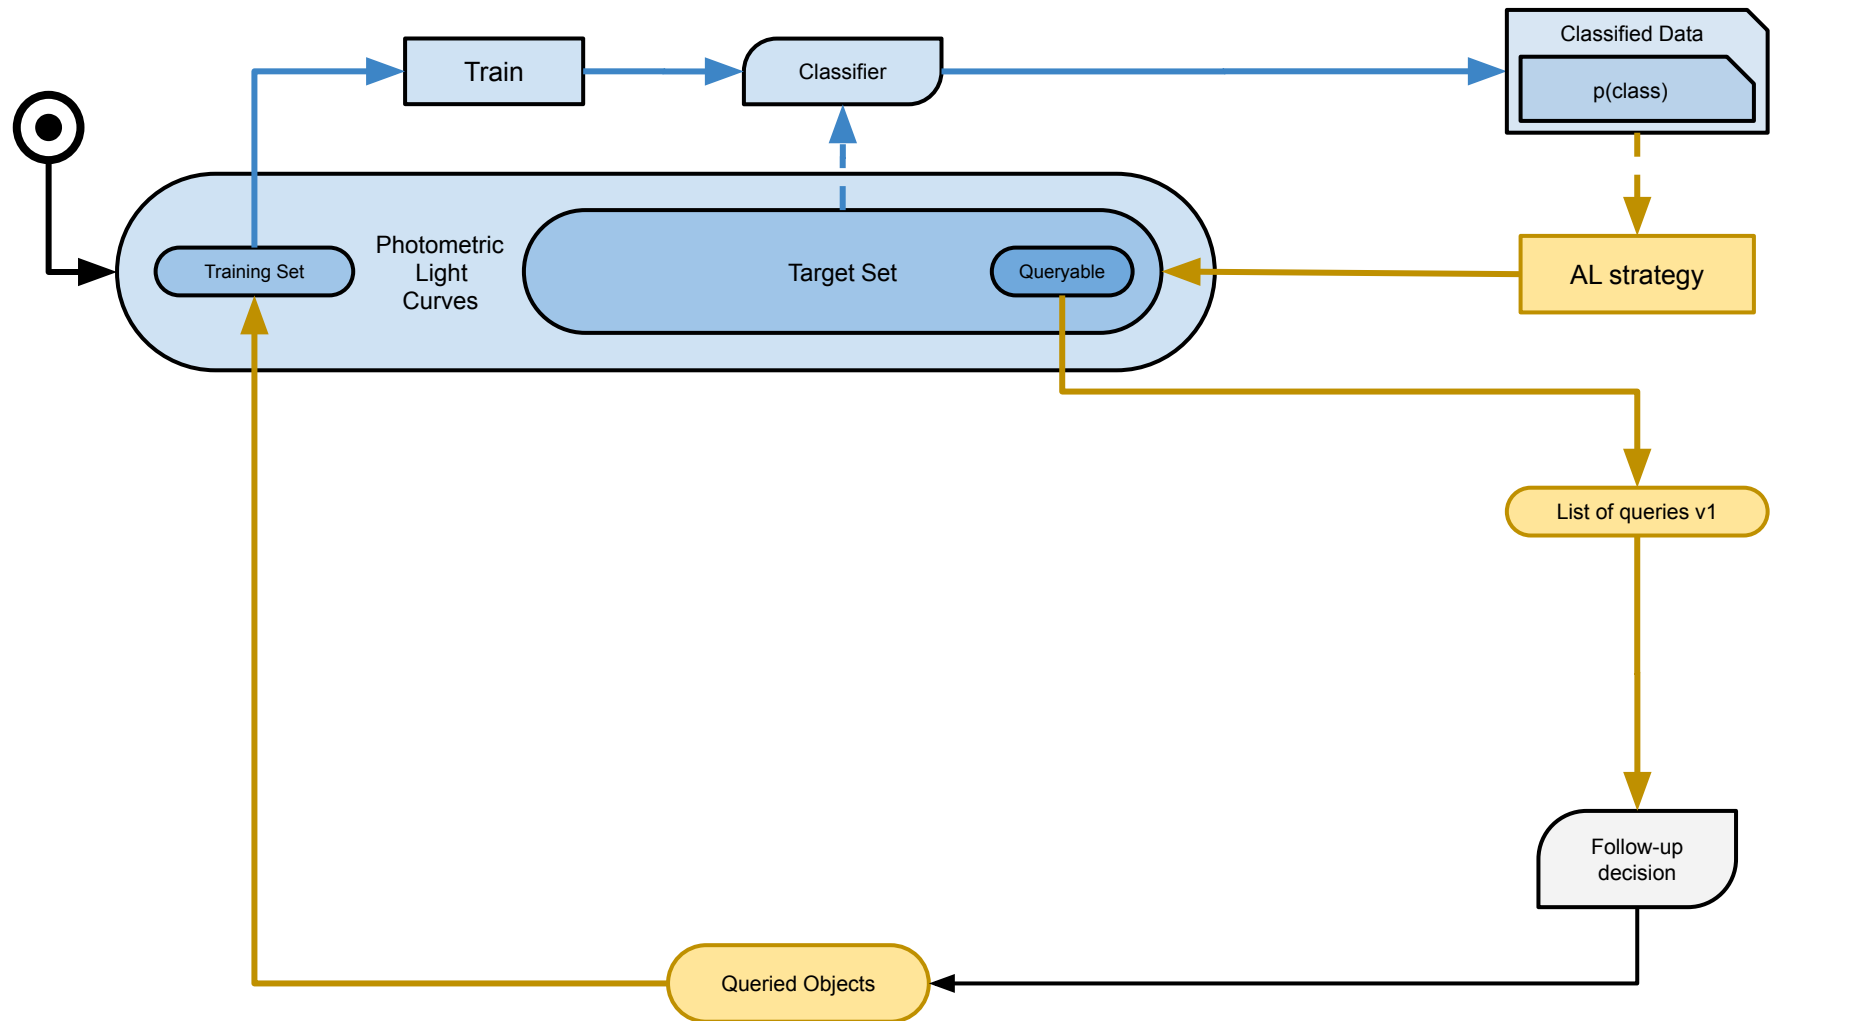 Train
Classifier
Classified Data
p(class)
Training Set
Photometric
Light
Curves
Target Set
Queryable
AL strategy
List of queries v1
Follow-up
decision
Queried Objects